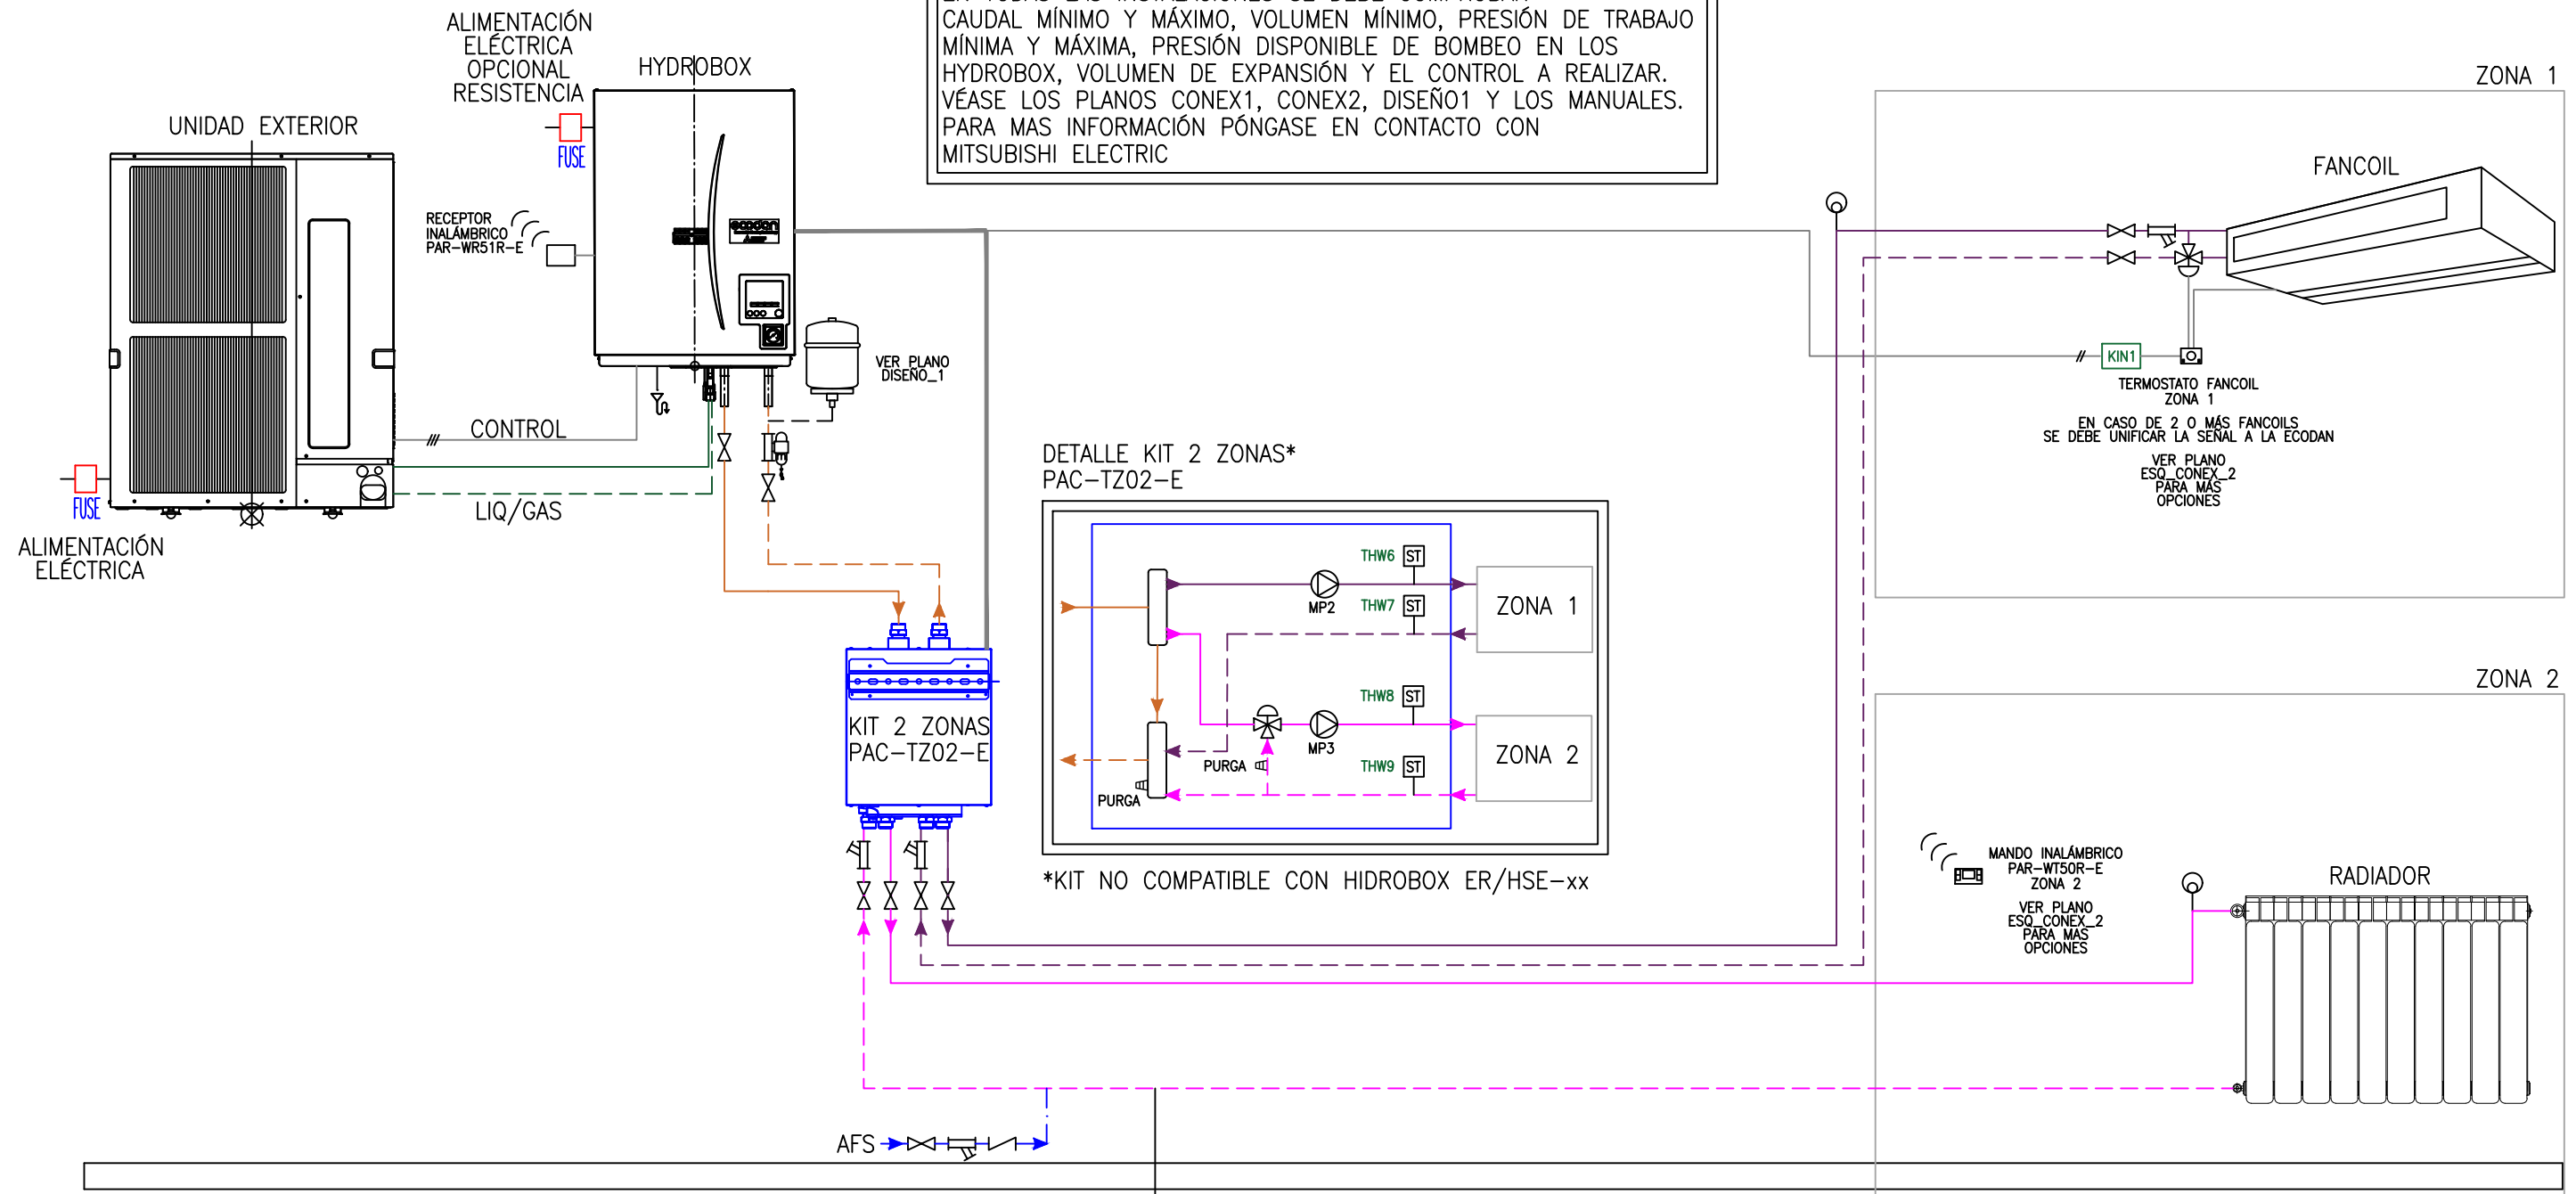 CAUDAL MÍNIMO Y MÁXIMO, VOLUMEN MÍNIMO, PRESIÓN DE TRABAJO
MÍNIMA Y MÁXIMA, PRESIÓN DISPONIBLE DE BOMBEO EN LOS
HYDROBOX, VOLUMEN DE EXPANSIÓN Y EL CONTROL A REALIZAR.
VÉASE LOS PLANOS CONEX1, CONEX2, DISEÑO1 Y LOS MANUALES.
PARA MAS INFORMACIÓN PÓNGASE EN CONTACTO CON
MITSUBISHI ELECTRIC
ALIMENTACIÓN
ELÉCTRICA
OPCIONAL
RESISTENCIA
FUSE
HYDROBOX
UNIDAD EXTERIOR
RECEPTOR
INALÁMBRICO
PAR-WR51R-E
ecodan
VER PLANO
DISEÑO_1
CONTROL
LIQ/GAS
FUSE
ALIMENTACIÓN
ELÉCTRICA
KIT 2 ZONAS
PAC-TZ02-E
DETALLE KIT 2 ZONAS*
PAC-TZ02-E
THW6 ST
MP2
THW7 ST
ZONA 1
THW8 ST
MP3
THW9 ST
ZONA 2
PURGA
PURGA
*KIT NO COMPATIBLE CON HIDROBOX ER/HSE-xx
ZONA 1
FANCOIL
KIN1
TERMOSTATO FANCOIL
ZONA 1
EN CASO DE 2 O MÁS FANCOILS
SE DEBE UNIFICAR LA SEÑAL A LA ECODAN
VER PLANO
ESQ_CONEX_2
PARA MÁS
OPCIONES
ZONA 2
MANDO INALÁMBRICO
PAR-WT50R-E
ZONA 2
VER PLANO
ESQ_CONEX_2
PARA MAS
OPCIONES
RADIADOR
AFS